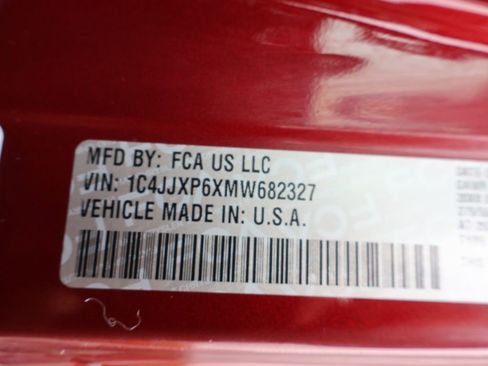 MFD BY: FCA US LLC
VIN: 1C4JJXP6XMW682327
VEHICLE MADE IN: U.S.A.